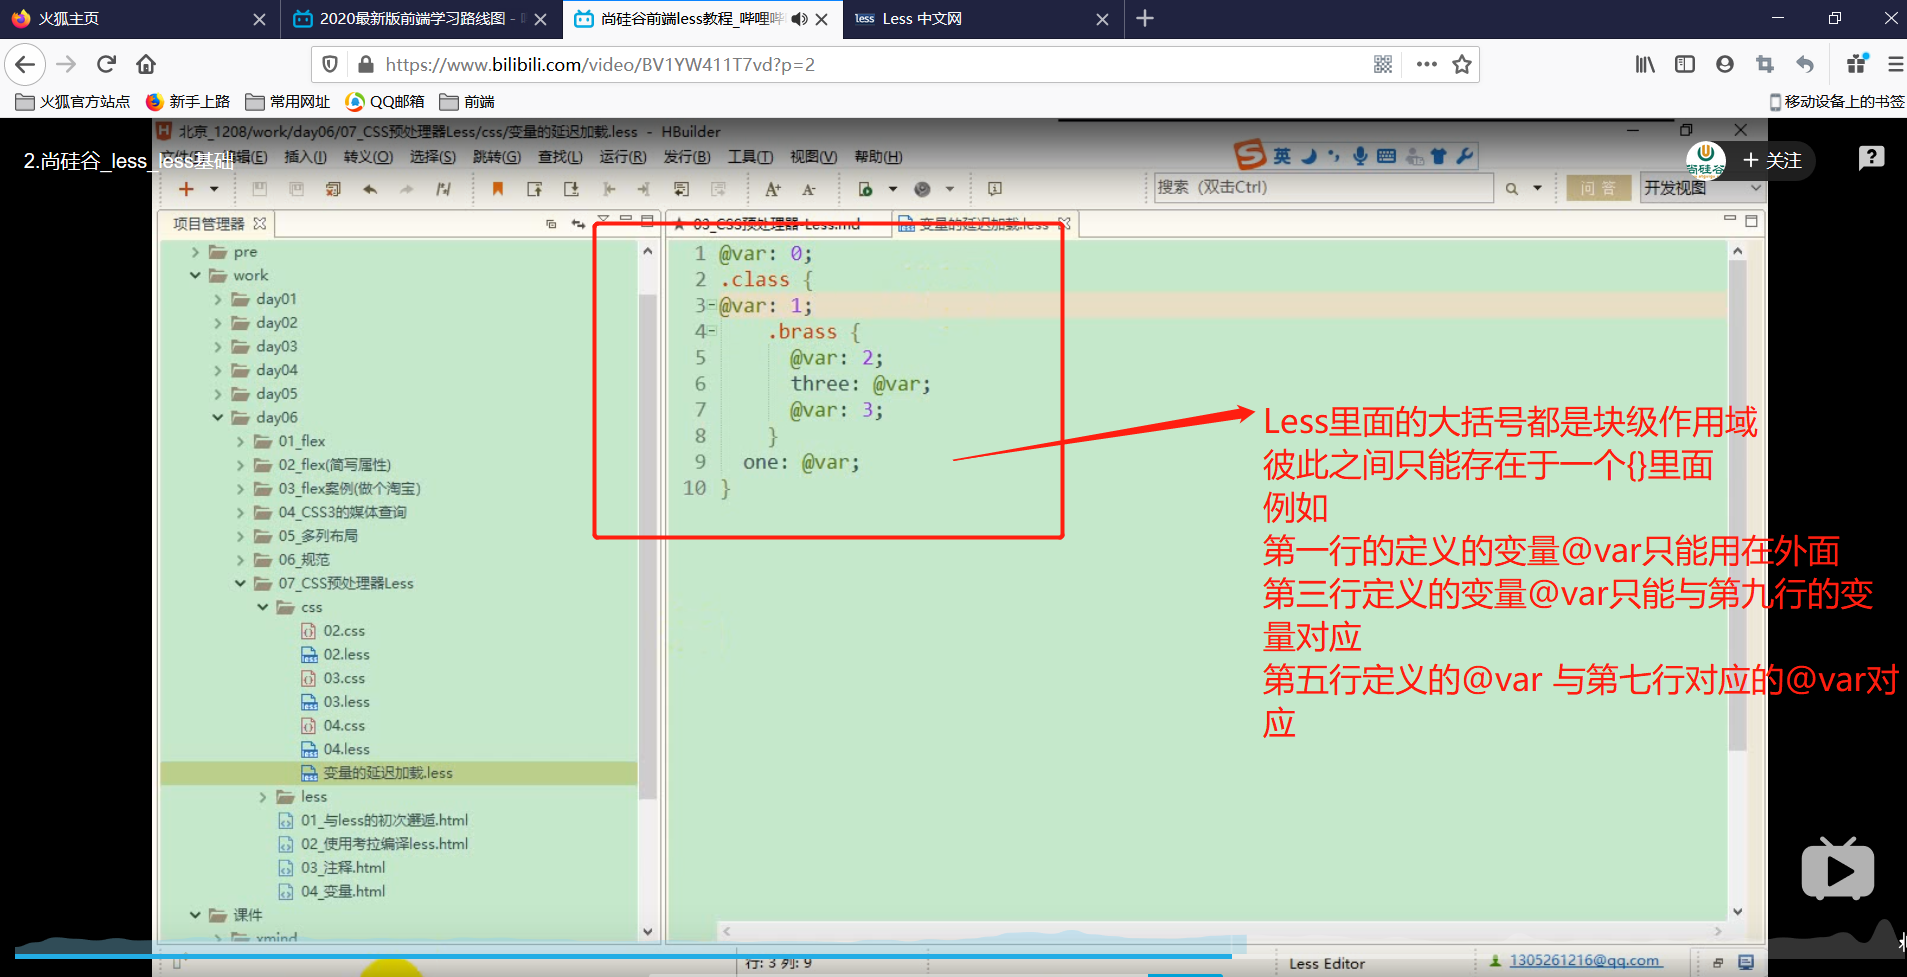 火狐主页
2020最新版前端学习路线图 -
尚硅谷前端less教程_哔哩哔
less Less 中文网
https://www.bilibili.com/video/BV1YW411T7vd?p=2
火狐官方站点 新手上路 常用网址 QQ邮箱 前端
移动设备上的书签
北京_1208/work/day06/07_CSS预处理器Less/css/变量的延迟加载.less - HBuilder
2.尚硅谷_less_less基础
编辑(E) 插入(I) 转义(O) 选择(S) 跳转(G) 查找(L) 运行(R) 发行(B) 工具(T) 视图(V) 帮助(H)
英
尚硅谷
+ 关注
搜索 (双击Ctrl)
问答
开发视图
项目管理器
03_CSS预处理器-Less.md
变量的延迟加载.less
pre
work
day01
day02
day03
day04
day05
day06
01_flex
02_flex(简写属性)
03_flex案例(做个淘宝)
04_CSS3的媒体查询
05_多列布局
06_规范
07_CSS预处理器Less
css
02.css
02.less
03.css
03.less
04.css
04.less
变量的延迟加载.less
less
01_与less的初次邂逅.html
02_使用考拉编译less.html
03_注释.html
04_变量.html
课件
xmind
1 @var: 0;
2 .class {
3 @var: 1;
4 .brass {
5 @var: 2;
6 three: @var;
7 @var: 3;
8 }
9 one: @var;
10 }
Less里面的大括号都是块级作用域
彼此之间只能存在于一个{}里面
例如
第一行的定义的变量@var只能用在外面
第三行定义的变量@var只能与第九行的变
量对应
第五行定义的@var 与第七行对应的@var对
应
行: 3 列: 9
Less Editor
1305261216@qq.com